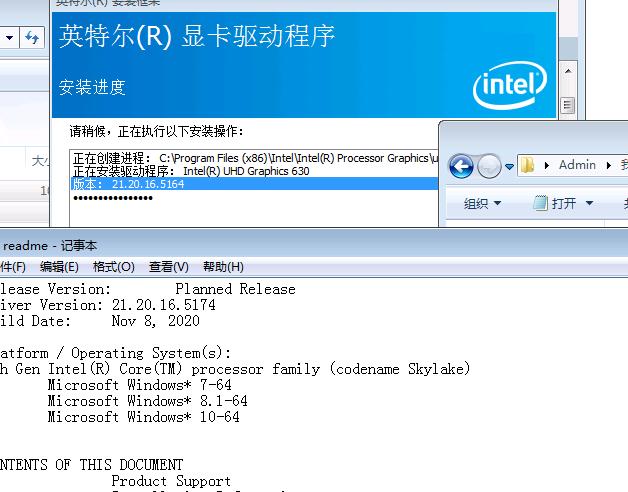 英特尔(R) 安装框架
英特尔(R) 显卡驱动程序
安装进度
intel
请稍候，正在执行以下安装操作:
正在创建进程: C:\Program Files (x86)\Intel\Intel(R) Processor Graphics\u
正在安装驱动程序: Intel(R) UHD Graphics 630
版本: 21.20.16.5164
••••••••••••••••
大小
10
Admin
组织
打开
readme - 记事本
件(F) 编辑(E) 格式(O) 查看(V) 帮助(H)
lease Version: Planned Release
iver Version: 21.20.16.5174
ild Date: Nov 8, 2020
atform / Operating System(s):
h Gen Intel(R) Core(TM) processor family (codename Skylake)
Microsoft Windows* 7-64
Microsoft Windows* 8.1-64
Microsoft Windows* 10-64
NTENTS OF THIS DOCUMENT
Product Support